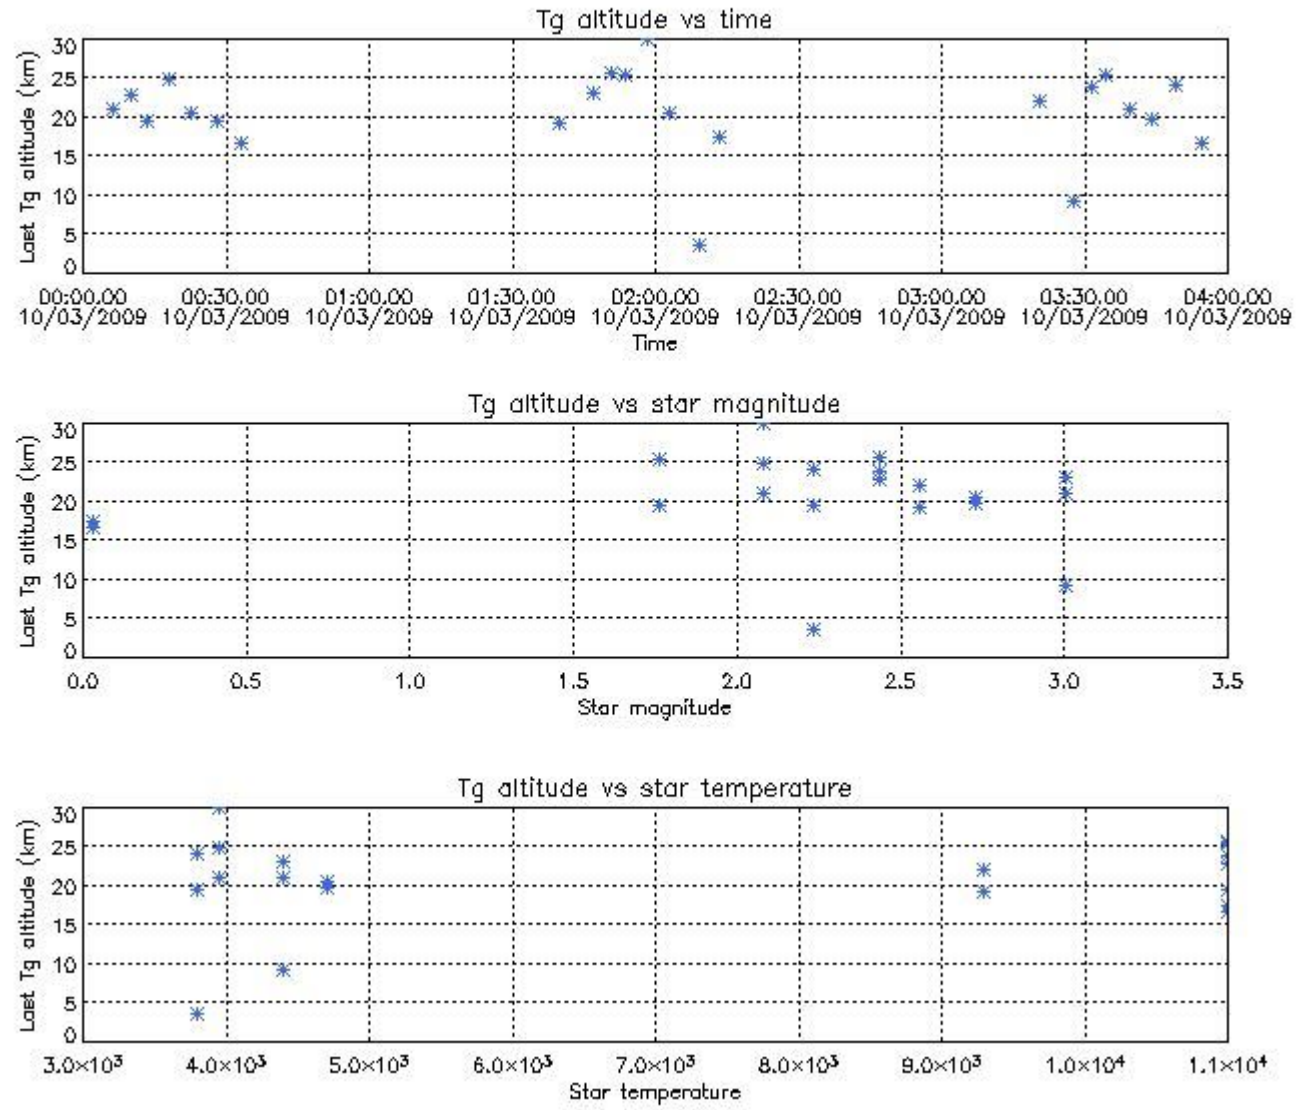 Tg altitude vs time
Last Tg altitude (km)
30
25
20
15
10
5
0
00:00.00 00:30.00 01:00.00 01:30.00 02:00.00 02:30.00 03:00.00 03:30.00 04:00.00
10/03/2009 10/03/2009 10/03/2009 10/03/2009 10/03/2009 10/03/2009 10/03/2009 10/03/2009 10/03/2009
Time
Tg altitude vs star magnitude
Last Tg altitude (km)
30
25
20
15
10
5
0
0.0 0.5 1.0 1.5 2.0 2.5 3.0 3.5
Star magnitude
Tg altitude vs star temperature
Last Tg altitude (km)
30
25
20
15
10
5
0
3.0×10³ 4.0×10³ 5.0×10³ 6.0×10³ 7.0×10³ 8.0×10³ 9.0×10³ 1.0×10⁴ 1.1×10⁴
Star temperature